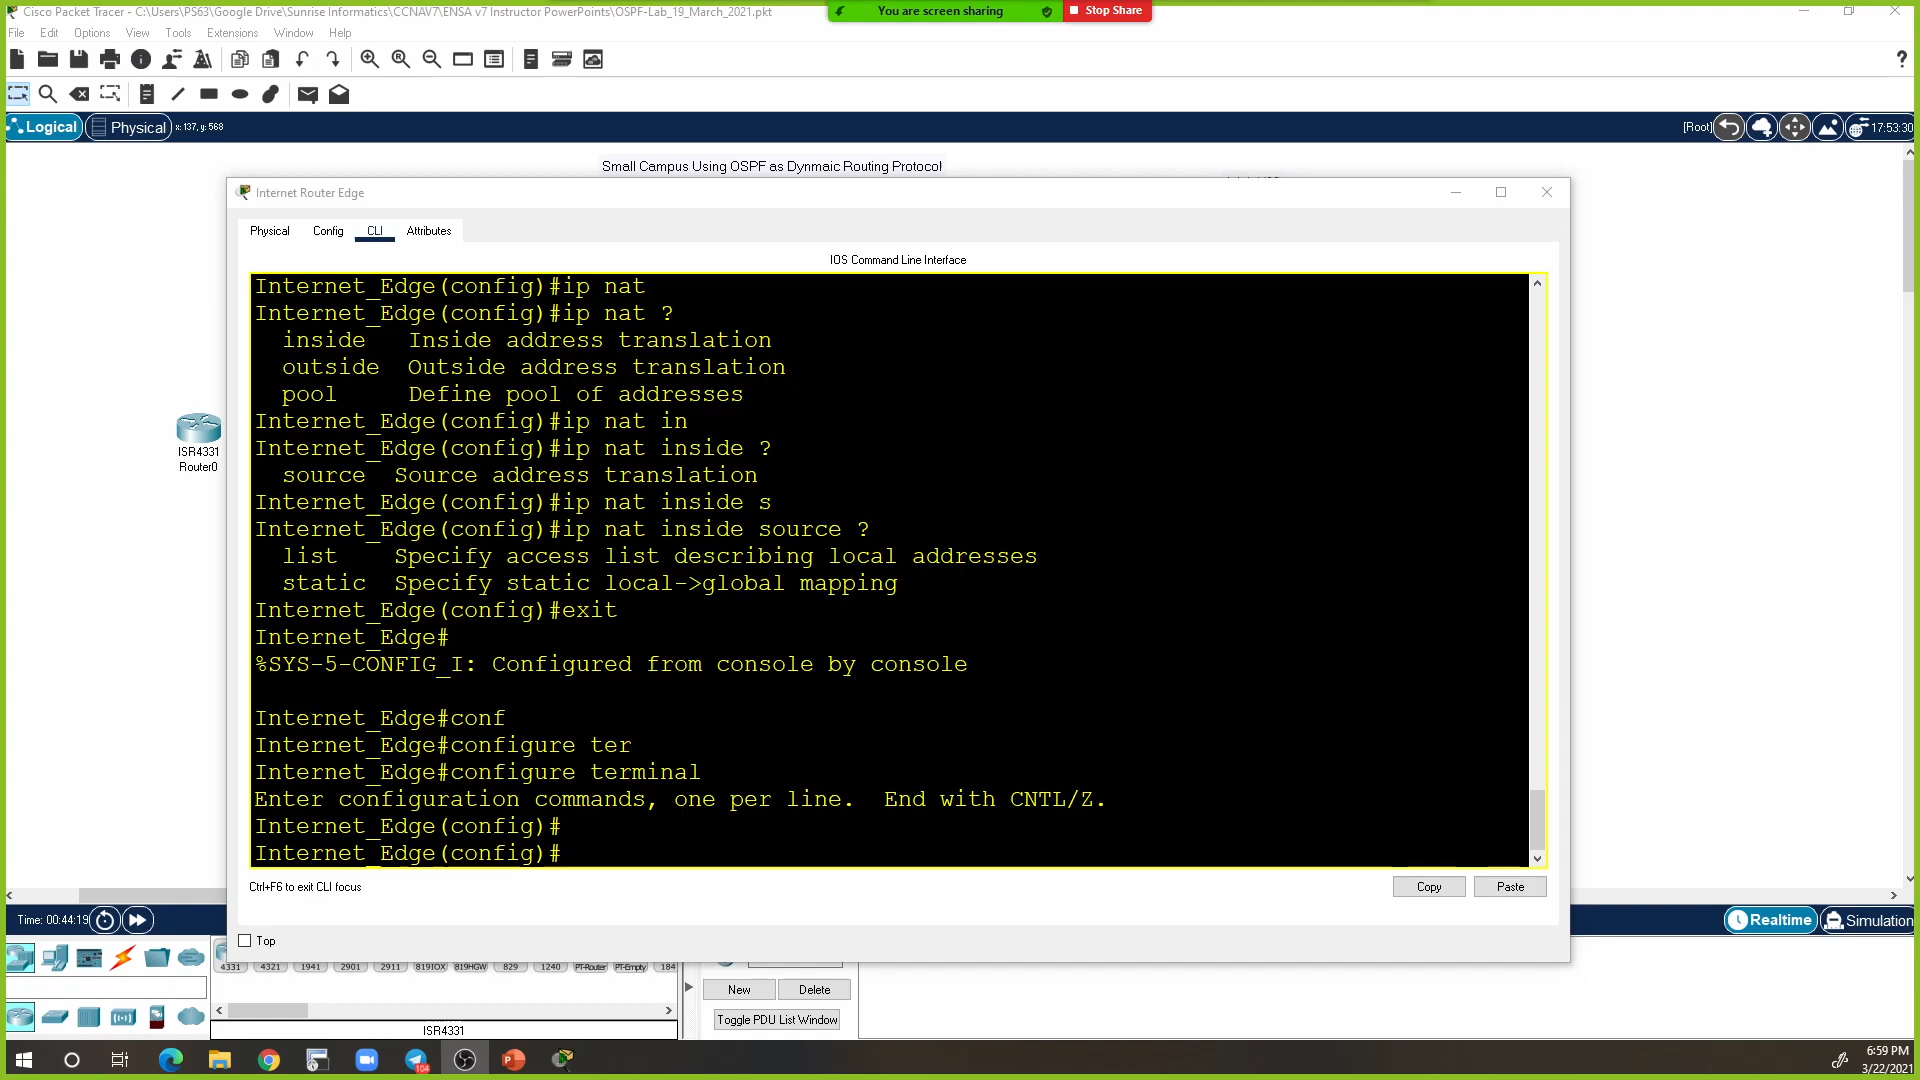 Cisco Packet Tracer - C:\Users\PS63\Google Drive\Sunrise Informatics\CCNAV7\ENSA v7 Instructor PowerPoints\OSPF-Lab_19_March_2021.pkt
You are screen sharing
Stop Share
File Edit Options View Tools Extensions Window Help
?
Logical
Physical
x: 137, y: 568
[Root]
17:53:30
Small Campus Using OSPF as Dynmaic Routing Protocol
Internet Router Edge
Physical Config CLI Attributes
IOS Command Line Interface
Internet_Edge(config)#ip nat
Internet_Edge(config)#ip nat ?
inside Inside address translation
outside Outside address translation
pool Define pool of addresses
Internet_Edge(config)#ip nat in
Internet_Edge(config)#ip nat inside ?
source Source address translation
Internet_Edge(config)#ip nat inside s
Internet_Edge(config)#ip nat inside source ?
list Specify access list describing local addresses
static Specify static local->global mapping
Internet_Edge(config)#exit
Internet_Edge#
%SYS-5-CONFIG_I: Configured from console by console
Internet_Edge#conf
Internet_Edge#configure ter
Internet_Edge#configure terminal
Enter configuration commands, one per line. End with CNTL/Z.
Internet_Edge(config)#
Internet_Edge(config)#
ISR4331
Router0
Ctrl+F6 to exit CLI focus
Copy
Paste
Top
Time: 00:44:19
Realtime
Simulation
4331 4321 1941 2901 2911 819IOX 819HGW 829 1240 PT-Router PT-Empty 184
New
Delete
Toggle PDU List Window
ISR4331
104
6:59 PM
3/22/2021